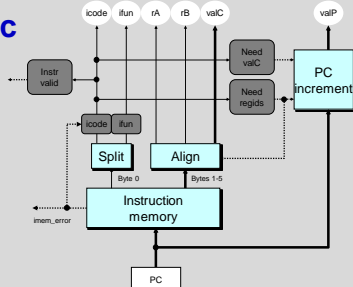 c
icode ifun rA rB valC valP
Need
valC
Instr
valid
PC
increment
Need
regids
icode ifun
Split Align
Byte 0 Bytes 1-5
Instruction
memory
imem_error
PC